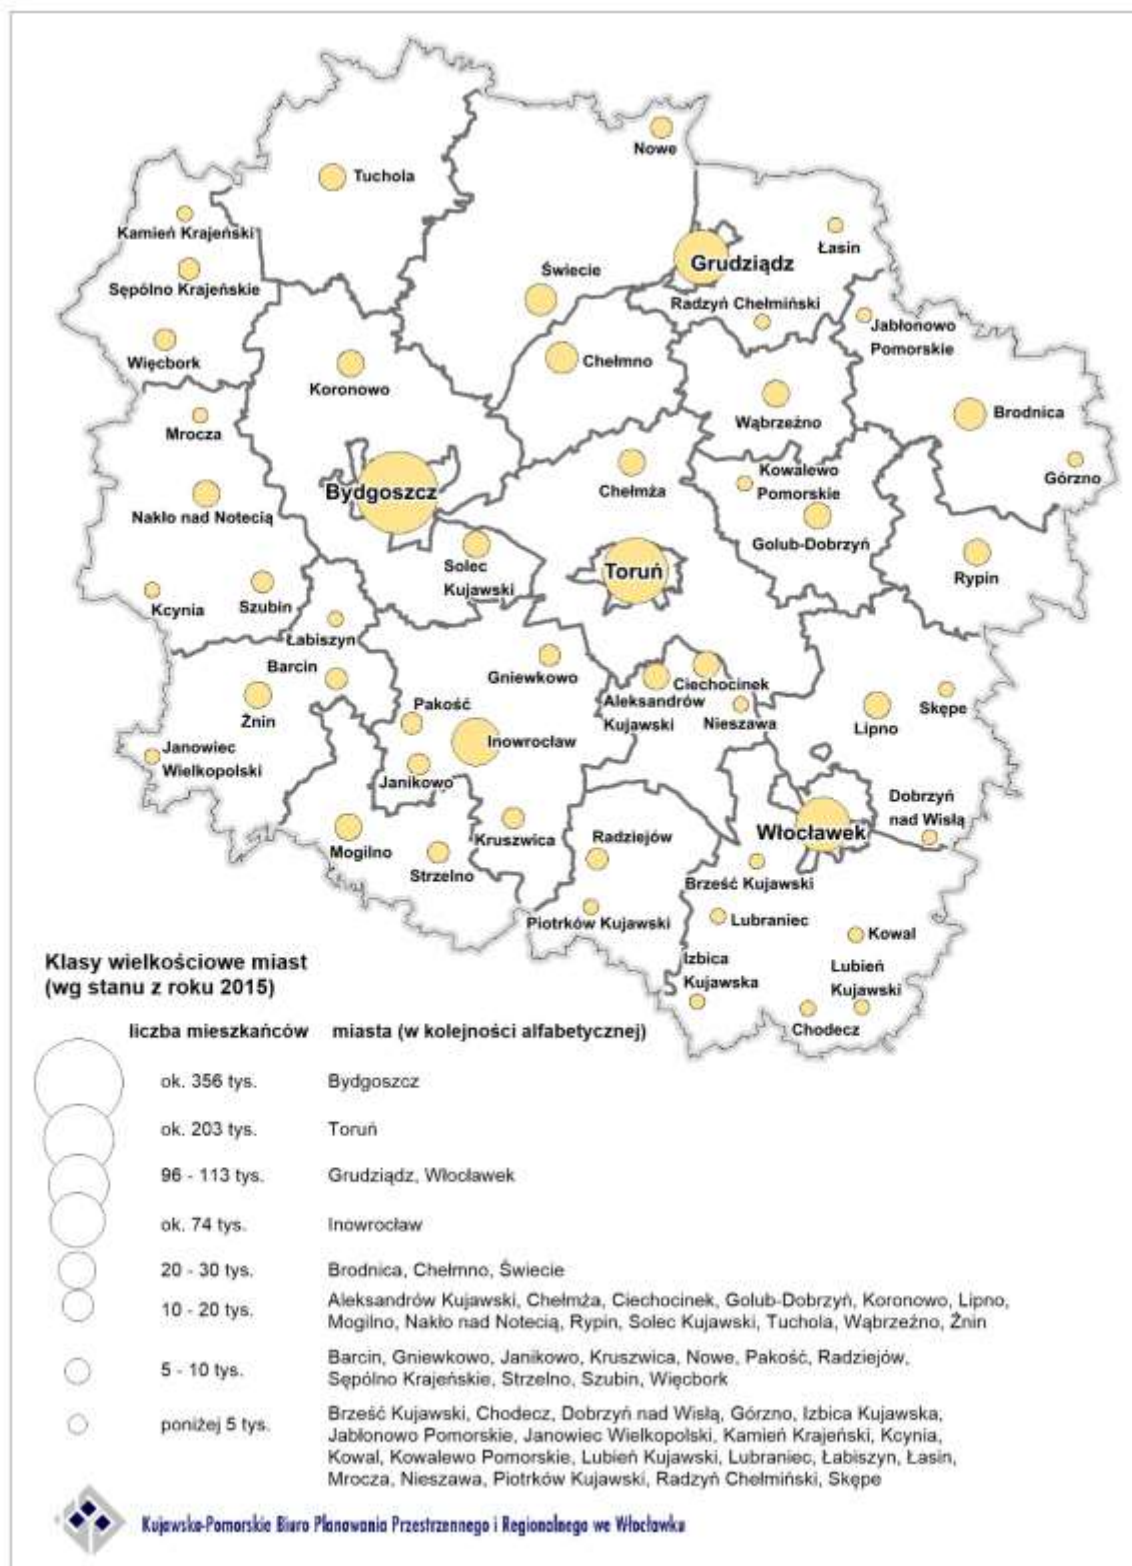 Nowe
Tuchola
Kamień Krajeński
Łasin
Grudziądz
Świecie
Sępólno Krajeńskie
Radzyń Chełmiński
Jabłonowo
Pomorskie
Więcbork
Chełmno
Koronowo
Brodnica
Wąbrzeźno
Mrocza
Kowalewo
Pomorskie
Górzno
Chełmża
Bydgoszcz
Nakło nad Notecią
Golub-Dobrzyń
Solec
Kujawski
Toruń
Rypin
Kcynia
Szubin
Łabiszyn
Barcin
Gniewkowo
Ciechocinek
Aleksandrów
Kujawski
Nieszawa
Skępe
Pakość
Żnin
Lipno
Inowrocław
Janowiec
Wielkopolski
Janikowo
Dobrzyń
nad Wisłą
Włocławek
Radziejów
Kruszwica
Mogilno
Strzelno
Brześć Kujawski
Lubraniec
Piotrków Kujawski
Kowal
Izbica
Kujawska
Lubień
Kujawski
Chodecz
Klasy wielkościowe miast
(wg stanu z roku 2015)
liczba mieszkańców miasta (w kolejności alfabetycznej)
ok. 356 tys. Bydgoszcz
ok. 203 tys. Toruń
96 - 113 tys. Grudziądz, Włocławek
ok. 74 tys. Inowrocław
20 - 30 tys. Brodnica, Chełmno, Świecie
10 - 20 tys. Aleksandrów Kujawski, Chełmża, Ciechocinek, Golub-Dobrzyń, Koronowo, Lipno,
Mogilno, Nakło nad Notecią, Rypin, Solec Kujawski, Tuchola, Wąbrzeźno, Żnin
5 - 10 tys. Barcin, Gniewkowo, Janikowo, Kruszwica, Nowe, Pakość, Radziejów,
Sępólno Krajeńskie, Strzelno, Szubin, Więcbork
poniżej 5 tys. Brześć Kujawski, Chodecz, Dobrzyń nad Wisłą, Górzno, Izbica Kujawska,
Jabłonowo Pomorskie, Janowiec Wielkopolski, Kamień Krajeński, Kcynia,
Kowal, Kowalewo Pomorskie, Lubień Kujawski, Lubraniec, Łabiszyn, Łasin,
Mrocza, Nieszawa, Piotrków Kujawski, Radzyń Chełmiński, Skępe
Kujawsko-Pomorskie Biuro Planowania Przestrzennego i Regionalnego we Włocławku